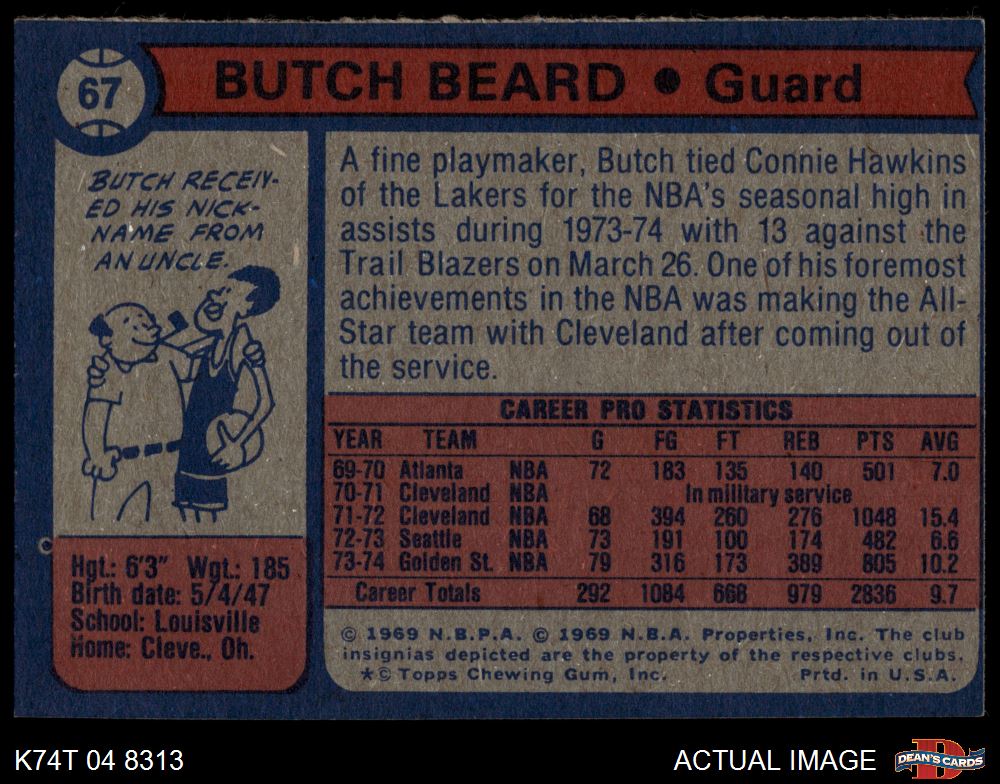 67
BUTCH BEARD • Guard
BUTCH RECEIV-
ED HIS NICK-
NAME FROM
AN UNCLE.
A fine playmaker, Butch tied Connie Hawkins
of the Lakers for the NBA's seasonal high in
assists during 1973-74 with 13 against the
Trail Blazers on March 26. One of his foremost
achievements in the NBA was making the All-
Star team with Cleveland after coming out of
the service.
Hgt.: 6'3" Wgt.: 185
Birth date: 5/4/47
School: Louisville
Home: Cleve., Oh.
CAREER PRO STATISTICS
YEAR TEAM G FG FT REB PTS AVG
69-70 Atlanta NBA 72 183 135 140 501 7.0
70-71 Cleveland NBA In military service
71-72 Cleveland NBA 68 394 260 276 1048 15.4
72-73 Seattle NBA 73 191 100 174 482 6.6
73-74 Golden St. NBA 79 316 173 389 805 10.2
Career Totals 292 1084 668 979 2836 9.7
© 1969 N.B.P.A. © 1969 N.B.A. Properties, Inc. The club
insignias depicted are the property of the respective clubs.
*© Topps Chewing Gum, Inc. Prtd. in U.S.A.
K74T 04 8313
ACTUAL IMAGE
D
DEAN'S CARDS